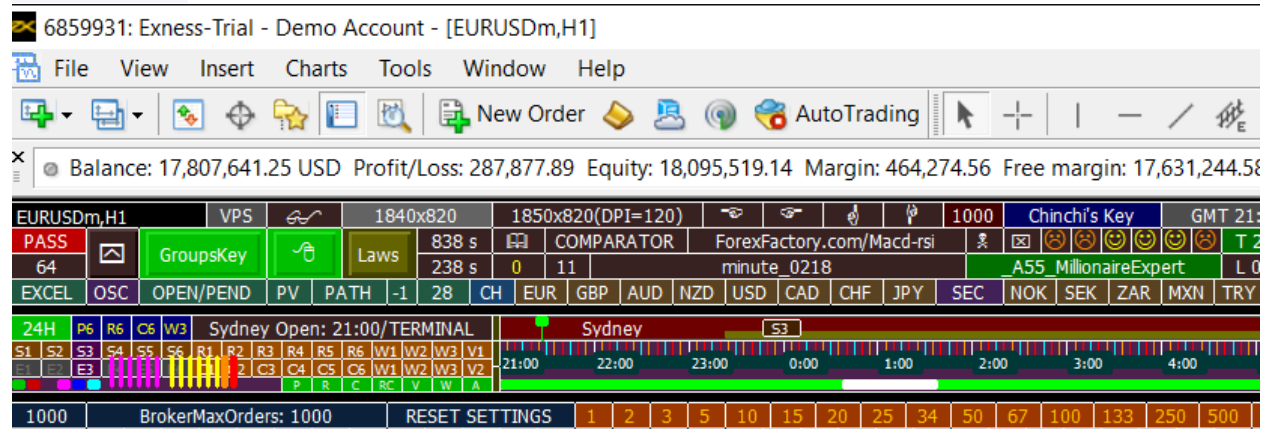 6859931: Exness-Trial - Demo Account - [EURUSDm,H1]
File View Insert Charts Tools Window Help
New Order AutoTrading E
Balance: 17,807,641.25 USD Profit/Loss: 287,877.89 Equity: 18,095,519.14 Margin: 464,274.56 Free margin: 17,631,244.58
EURUSDm,H1 VPS 1840x820 1850x820(DPI=120) 1000 Chinchi's Key GMT 21:
PASS GroupsKey Laws 838 s COMPARATOR ForexFactory.com/Macd-rsi T 2
64 238 s 0 11 minute_0218 _A55_MillionaireExpert L 0
EXCEL OSC OPEN/PEND PV PATH -1 28 CH EUR GBP AUD NZD USD CAD CHF JPY SEC NOK SEK ZAR MXN TRY
24H P6 R6 C6 W3 Sydney Open: 21:00/TERMINAL Sydney S3
S1 S2 S3 S4 S5 S6 R1 R2 R3 R4 R5 R6 W1 W2 W3 V1
E1 E2 E3 2 C3 C4 C5 C6 W1 W2 W3 V2 21:00 22:00 23:00 0:00 1:00 2:00 3:00 4:00
P R C RC V W A
1000 BrokerMaxOrders: 1000 RESET SETTINGS 1 2 3 5 10 15 20 25 34 50 67 100 133 250 500